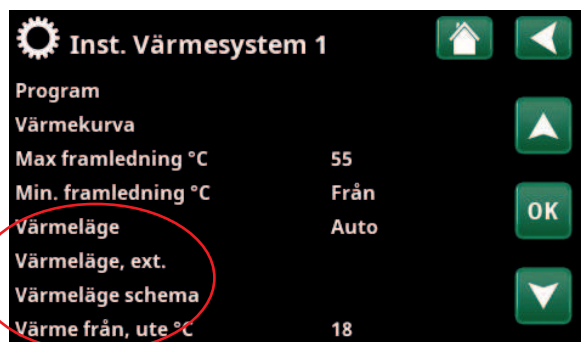 Inst. Värmesystem 1
Program
Värmekurva
Max framledning °C 55
Min. framledning °C Från
Värmeläge Auto
OK
Värmeläge, ext.
Värmeläge schema
Värme från, ute °C 18